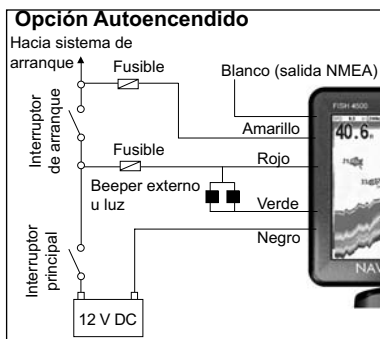 Opción Autoencendido
Hacia sistema de
arranque
Fusible
Blanco (salida NMEA)
FISH 4600
Interruptor
de arranque
Amarillo
40.6
Fusible
Rojo
Beeper externo
u luz
Verde
Negro
Interruptor
principal
NAV
12 V DC